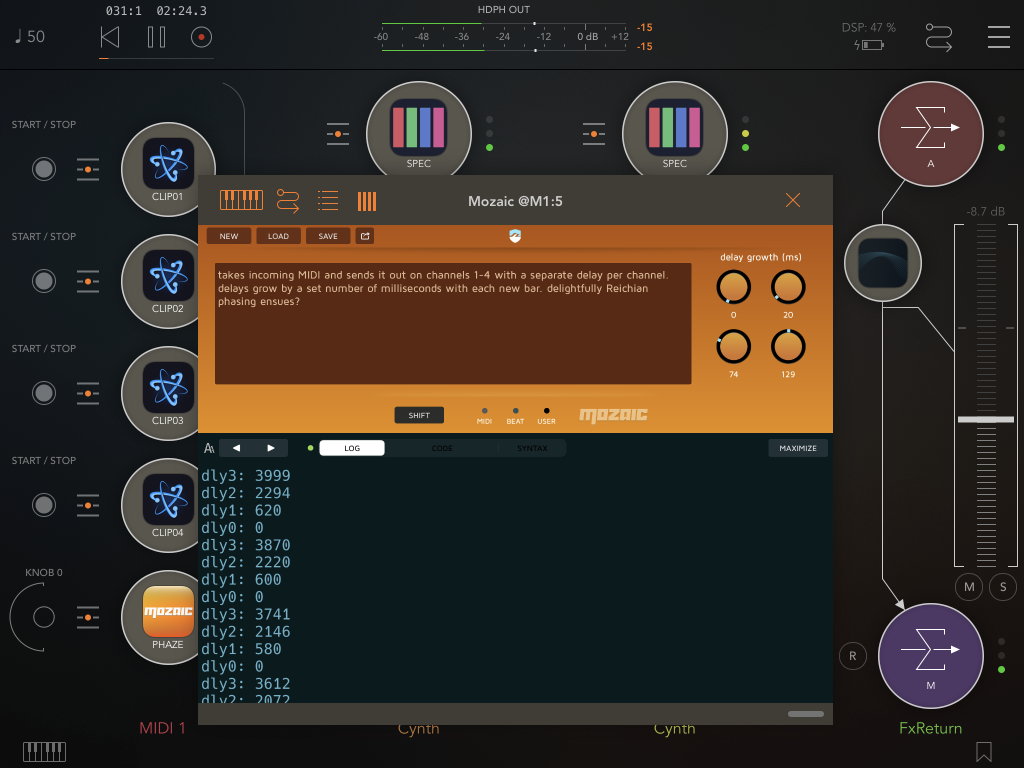 031:1 02:24.3
50
HDPH OUT
-60 -48 -36 -24 -12 0 dB +12
-15
-15
DSP: 47 %
START / STOP
CLIP01
SPEC
SPEC
A
START / STOP
CLIP02
START / STOP
CLIP03
START / STOP
CLIP04
KNOB 0
mozaic
PHAZE
Mozaic @M1:5
NEW LOAD SAVE
takes incoming MIDI and sends it out on channels 1-4 with a separate delay per channel.
delays grow by a set number of milliseconds with each new bar. delightfully Reichian
phasing ensues?
delay growth (ms)
0 20
74 129
SHIFT
MIDI BEAT USER
mozaic
LOG CODE SYNTAX
MAXIMIZE
dly3: 3999
dly2: 2294
dly1: 620
dly0: 0
dly3: 3870
dly2: 2220
dly1: 600
dly0: 0
dly3: 3741
dly2: 2146
dly1: 580
dly0: 0
dly3: 3612
dly2: 2072
-8.7 dB
M S
R
M
MIDI 1
Cynth
Cynth
FxReturn